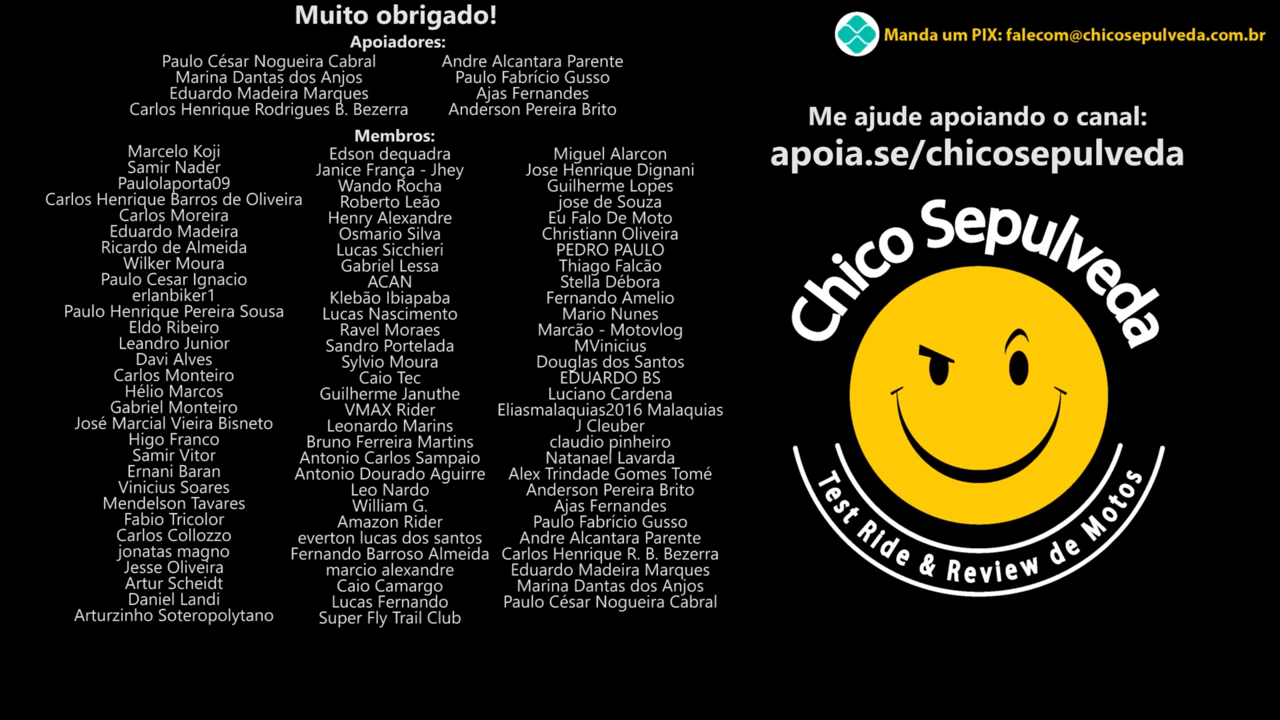 Muito obrigado!
Apoiadores:
Paulo César Nogueira Cabral
Marina Dantas dos Anjos
Eduardo Madeira Marques
Carlos Henrique Rodrigues B. Bezerra
Andre Alcantara Parente
Paulo Fabrício Gusso
Ajas Fernandes
Anderson Pereira Brito
Membros:
Marcelo Koji
Samir Nader
Paulolaporta09
Carlos Henrique Barros de Oliveira
Carlos Moreira
Eduardo Madeira
Ricardo de Almeida
Wilker Moura
Paulo Cesar Ignacio
erlanbiker1
Paulo Henrique Pereira Sousa
Eldo Ribeiro
Leandro Junior
Davi Alves
Carlos Monteiro
Hélio Marcos
Gabriel Monteiro
José Marcial Vieira Bisneto
Higo Franco
Samir Vitor
Ernani Baran
Vinicius Soares
Mendelson Tavares
Fabio Tricolor
Carlos Collozzo
jonatas magno
Jesse Oliveira
Artur Scheidt
Daniel Landi
Arturzinho Soteropolytano
Edson dequadra
Janice França - Jhey
Wando Rocha
Roberto Leão
Henry Alexandre
Osmario Silva
Lucas Sicchieri
Gabriel Lessa
ACAN
Klebão Ibiapaba
Lucas Nascimento
Ravel Moraes
Sandro Portelada
Sylvio Moura
Caio Tec
Guilherme Januthe
VMAX Rider
Leonardo Marins
Bruno Ferreira Martins
Antonio Carlos Sampaio
Antonio Dourado Aguirre
Leo Nardo
William G.
Amazon Rider
everton lucas dos santos
Fernando Barroso Almeida
marcio alexandre
Caio Camargo
Lucas Fernando
Super Fly Trail Club
Miguel Alarcon
Jose Henrique Dignani
Guilherme Lopes
jose de Souza
Eu Falo De Moto
Christiann Oliveira
PEDRO PAULO
Thiago Falcão
Stella Débora
Fernando Amelio
Mario Nunes
Marcão - Motovlog
MVinicius
Douglas dos Santos
EDUARDO BS
Luciano Cardena
Eliasmalaquias2016 Malaquias
J Cleuber
claudio pinheiro
Natanael Lavarda
Alex Trindade Gomes Tomé
Anderson Pereira Brito
Ajas Fernandes
Paulo Fabrício Gusso
Andre Alcantara Parente
Carlos Henrique R. B. Bezerra
Eduardo Madeira Marques
Marina Dantas dos Anjos
Paulo César Nogueira Cabral
Manda um PIX: falecom@chicosepulveda.com.br
Me ajude apoiando o canal:
apoia.se/chicosepulveda
Chico Sepulveda
Test Ride & Review de Motos